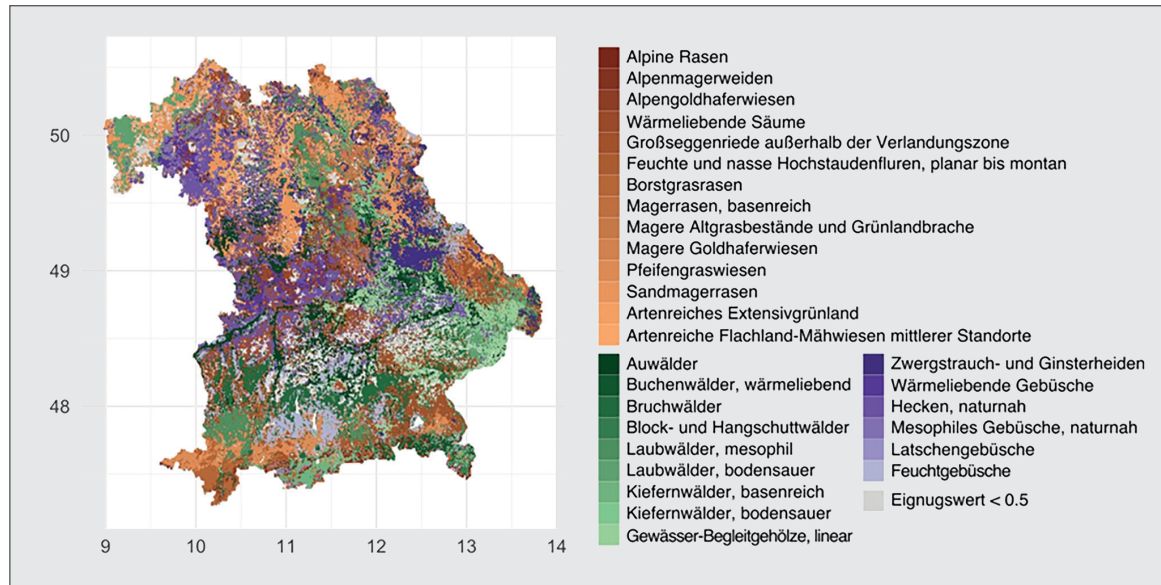 50
49
48
9
10
11
12
13
14
Alpine Rasen
Alpenmagerweiden
Alpengoldhaferwiesen
Wärmeliebende Säume
Großseggenriede außerhalb der Verlandungszone
Feuchte und nasse Hochstaudenfluren, planar bis montan
Borstgrasrasen
Magerrasen, basenreich
Magere Altgrasbestände und Grünlandbrache
Magere Goldhaferwiesen
Pfeifengraswiesen
Sandmagerrasen
Artenreiches Extensivgrünland
Artenreiche Flachland-Mähwiesen mittlerer Standorte
Auwälder
Buchenwälder, wärmeliebend
Bruchwälder
Block- und Hangschuttwälder
Laubwälder, mesophil
Laubwälder, bodensauer
Kiefernwälder, basenreich
Kiefernwälder, bodensauer
Gewässer-Begleitgehölze, linear
Zwergstrauch- und Ginsterheiden
Wärmeliebende Gebüsche
Hecken, naturnah
Mesophiles Gebüsche, naturnah
Latschengebüsche
Feuchtgebüsche
Eignugswert < 0.5